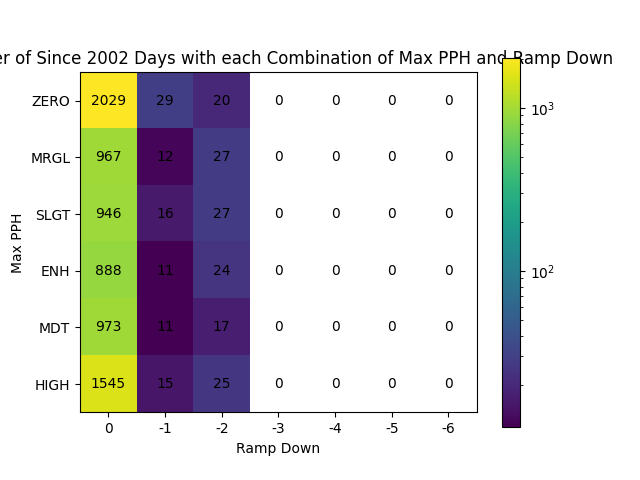 er of Since 2002 Days with each Combination of Max PPH and Ramp Down
ZERO 2029 29 20 0 0 0 0
MRGL 967 12 27 0 0 0 0
SLGT 946 16 27 0 0 0 0
ENH 888 11 24 0 0 0 0
MDT 973 11 17 0 0 0 0
HIGH 1545 15 25 0 0 0 0
0 -1 -2 -3 -4 -5 -6
Ramp Down
Max PPH
10³
10²